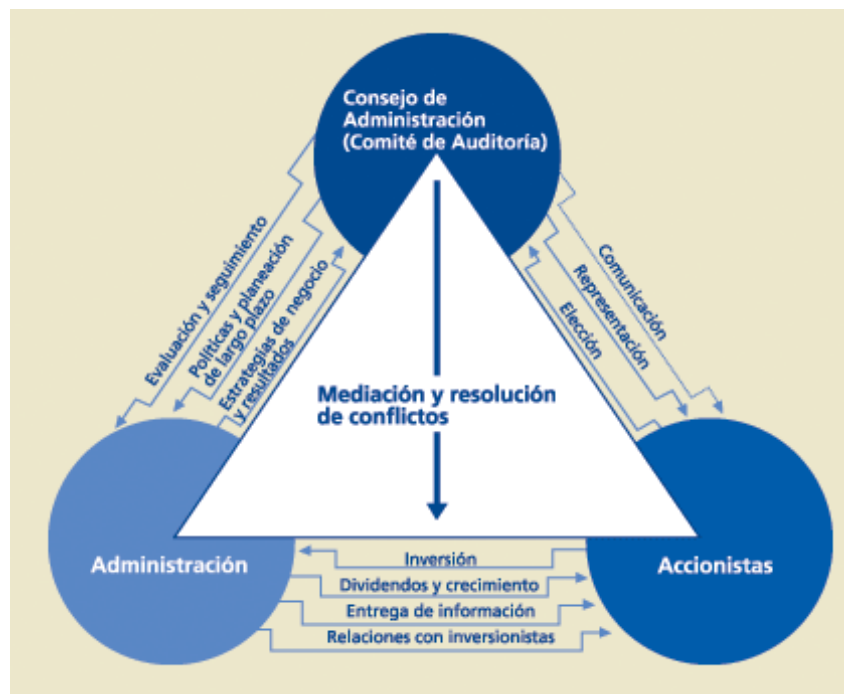 Consejo de
Administración
(Comité de Auditoría)
Evaluación y seguimiento
Políticas y planeación
de largo plazo
Estrategias de negocio
y resultados
Comunicación
Representación
Elección
Mediación y resolución
de conflictos
Administración
Accionistas
Inversión
Dividendos y crecimiento
Entrega de información
Relaciones con inversionistas